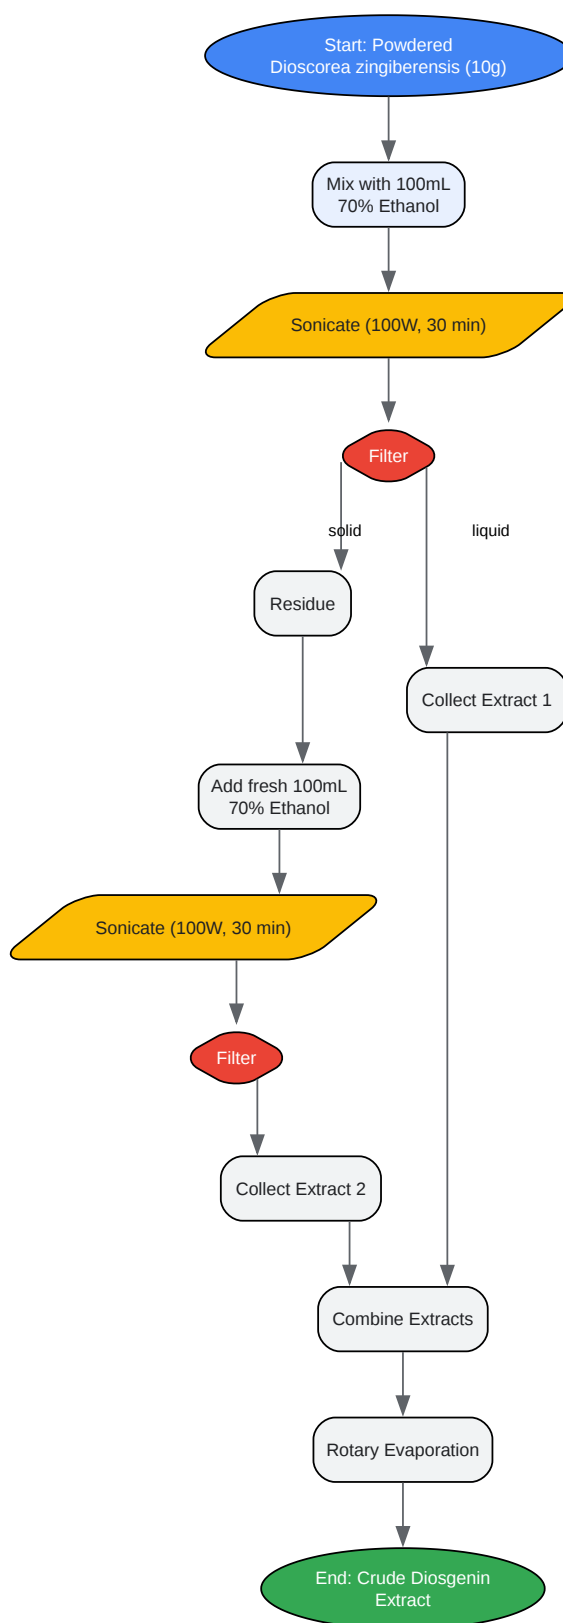 Start: Powdered
Dioscorea zingiberensis (10g)
Mix with 100mL
70% Ethanol
Sonicate (100W, 30 min)
Filter
solid
liquid
Residue
Collect Extract 1
Add fresh 100mL
70% Ethanol
Sonicate (100W, 30 min)
Filter
Collect Extract 2
Combine Extracts
Rotary Evaporation
End: Crude Diosgenin
Extract